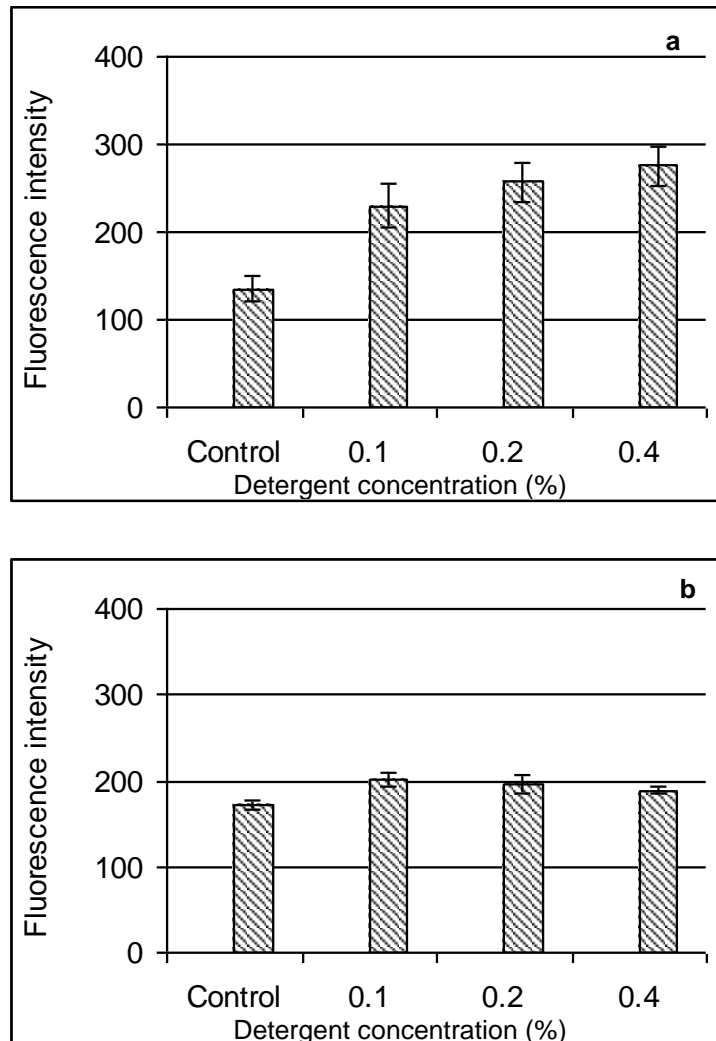 a
400
300
200
100
0
Fluorescence intensity
Control 0.1 0.2 0.4
Detergent concentration (%)
b
400
300
200
100
0
Fluorescence intensity
Control 0.1 0.2 0.4
Detergent concentration (%)